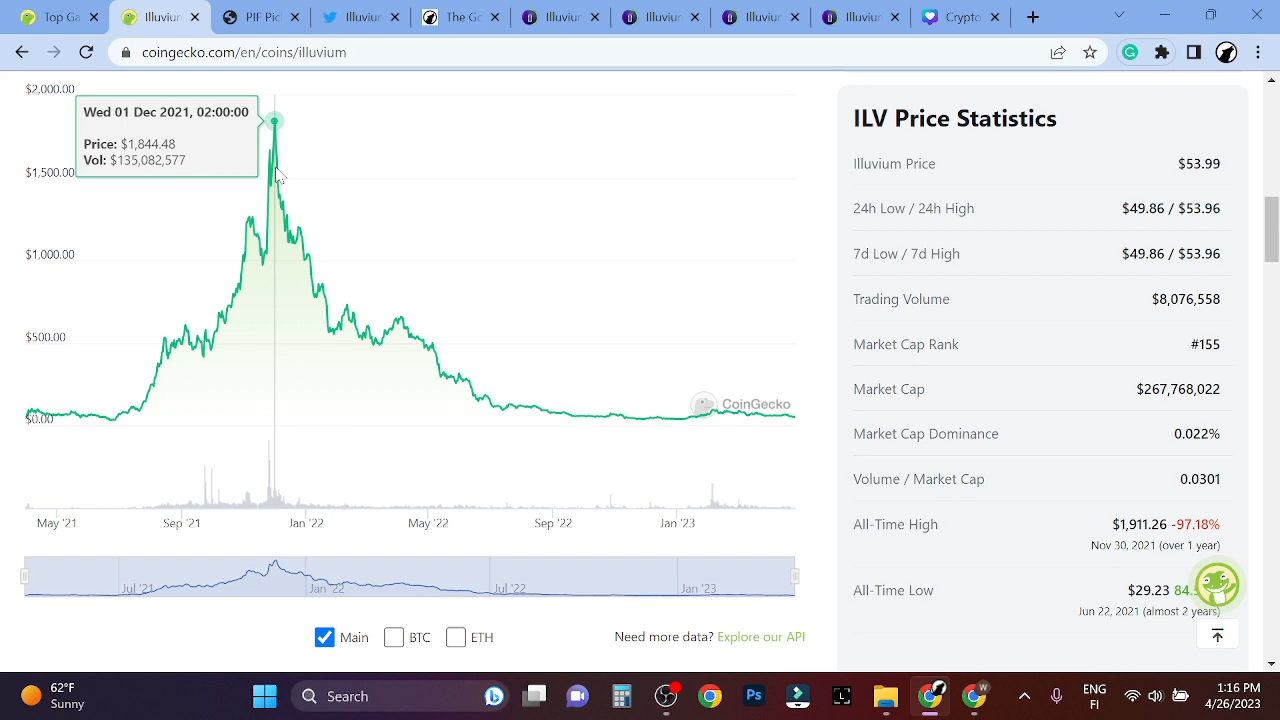 Top Ga
Illuvium
PIF Pi
Illuvium
The Ga
Illuviu
Illuviu
Illuviu
Illuviu
Crypto
coingecko.com/en/coins/illuvium
$2,000.00
$1,500.00
$1,000.00
$500.00
$0.00
Wed 01 Dec 2021, 02:00:00
Price: $1,844.48
Vol: $135,082,577
CoinGecko
May '21
Sep '21
Jan '22
May '22
Sep '22
Jan '23
Jul '21
Jan '22
Jul '22
Jan '23
Main
BTC
ETH
Need more data? Explore our API
ILV Price Statistics
Illuvium Price $53.99
24h Low / 24h High $49.86 / $53.96
7d Low / 7d High $49.86 / $53.96
Trading Volume $8,076,558
Market Cap Rank #155
Market Cap $267,768,022
Market Cap Dominance 0.022%
Volume / Market Cap 0.0301
All-Time High $1,911.26 -97.18%
Nov 30, 2021 (over 1 year)
All-Time Low $29.23 84.
Jun 22, 2021 (almost 2 years)
62°F
Sunny
Search
Ps
L
W
ENG
FI
1:16 PM
4/26/2023